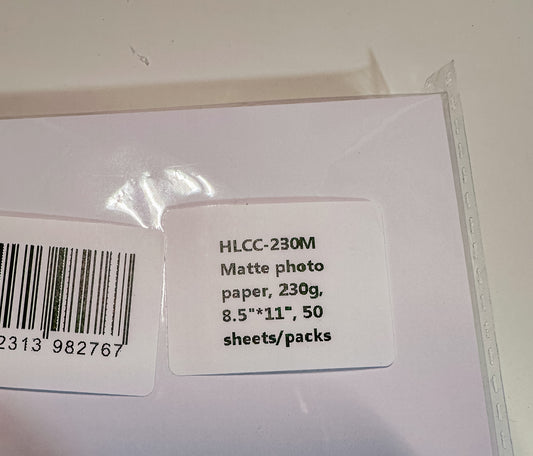 HLCC-230M
Matte photo
paper, 230g,
8.5"*11", 50
sheets/packs
2313 982767